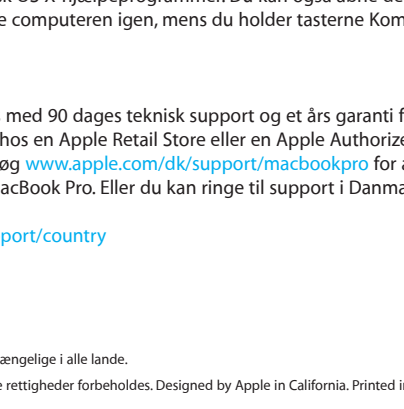 OS X-hjælpeprogrammer. Du kan også åbne de
computeren igen, mens du holder tasterne Kom
med 90 dages teknisk support og et års garanti f
hos en Apple Retail Store eller en Apple Authorize
øg www.apple.com/dk/support/macbookpro for
acBook Pro. Eller du kan ringe til support i Danma
port/country
ængelige i alle lande.
rettigheder forbeholdes. Designed by Apple in California. Printed i